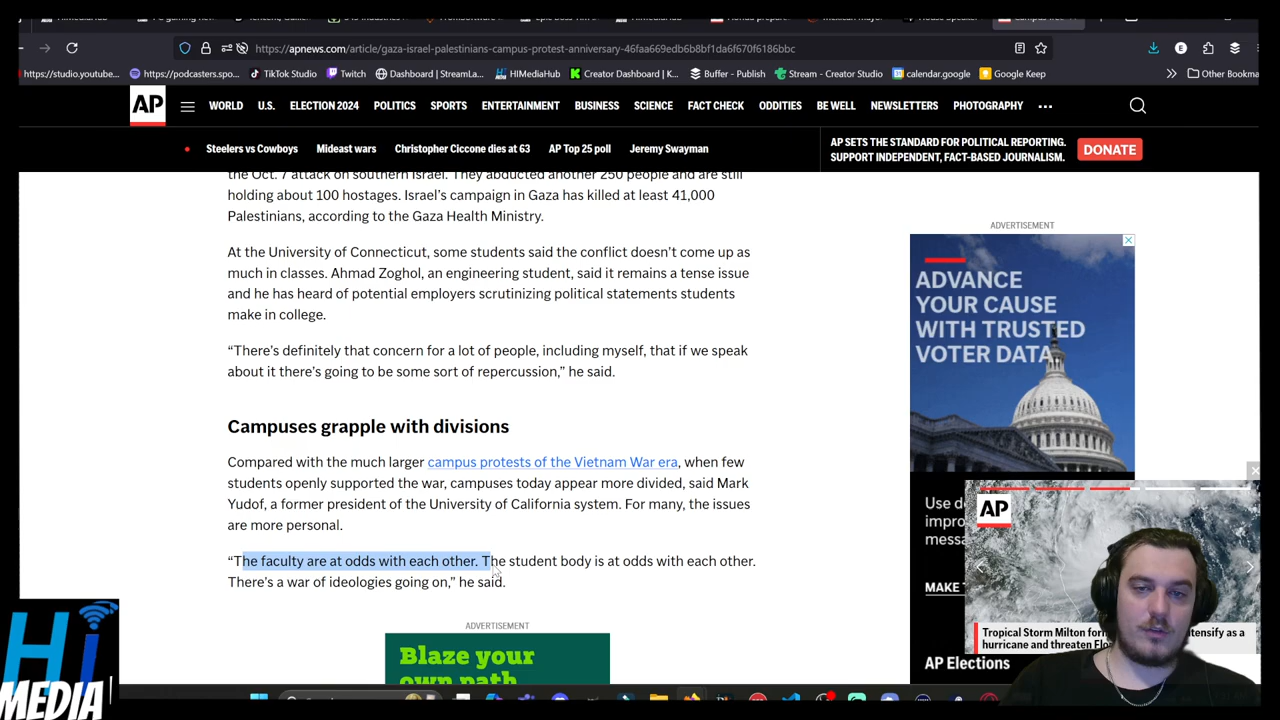 https://apnews.com/article/gaza-israel-palestinians-campus-protest-anniversary-46faa669edb6b8bf1da6f670f6186bbc
https://studio.youtube...
https://podcasters.spo...
TikTok Studio
Twitch
Dashboard | StreamLa...
HIMediaHub
Creator Dashboard | K...
Buffer - Publish
Stream - Creator Studio
calendar.google
Google Keep
Other Bookma
AP
WORLD
U.S.
ELECTION 2024
POLITICS
SPORTS
ENTERTAINMENT
BUSINESS
SCIENCE
FACT CHECK
ODDITIES
BE WELL
NEWSLETTERS
PHOTOGRAPHY
Steelers vs Cowboys
Mideast wars
Christopher Ciccone dies at 63
AP Top 25 poll
Jeremy Swayman
AP SETS THE STANDARD FOR POLITICAL REPORTING.
SUPPORT INDEPENDENT, FACT-BASED JOURNALISM.
DONATE
the Oct. 7 attack on southern Israel. They abducted another 250 people and are still
holding about 100 hostages. Israel's campaign in Gaza has killed at least 41,000
Palestinians, according to the Gaza Health Ministry.
At the University of Connecticut, some students said the conflict doesn't come up as
much in classes. Ahmad Zoghol, an engineering student, said it remains a tense issue
and he has heard of potential employers scrutinizing political statements students
make in college.
“There's definitely that concern for a lot of people, including myself, that if we speak
about it there's going to be some sort of repercussion,” he said.
Campuses grapple with divisions
Compared with the much larger campus protests of the Vietnam War era, when few
students openly supported the war, campuses today appear more divided, said Mark
Yudof, a former president of the University of California system. For many, the issues
are more personal.
“The faculty are at odds with each other. The student body is at odds with each other.
There's a war of ideologies going on,” he said.
ADVERTISEMENT
Blaze your
own path
ADVERTISEMENT
ADVANCE
YOUR CAUSE
WITH TRUSTED
VOTER DATA
Use
MAKE
AP
Tropical Storm Milton
hurricane and threaten
as a
AP Elections
Hi
MEDIA